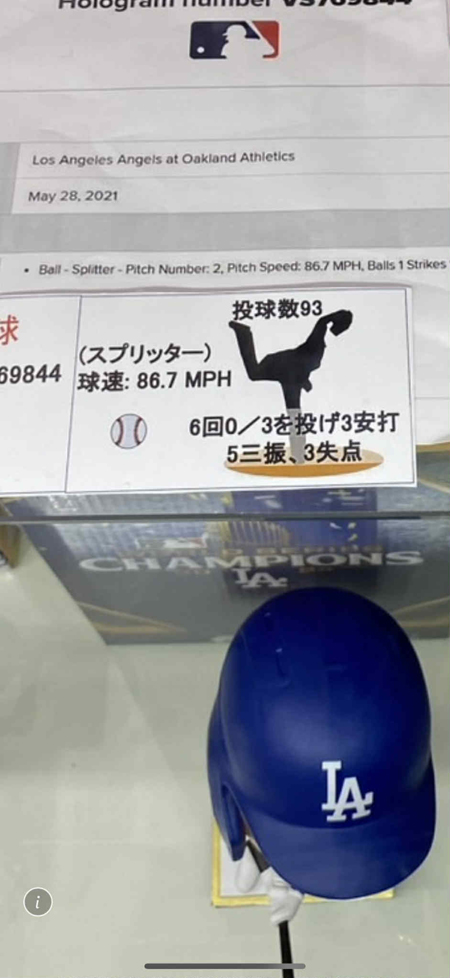 Hologram number VS769844
Los Angeles Angels at Oakland Athletics
May 28, 2021
• Ball - Splitter - Pitch Number: 2, Pitch Speed: 86.7 MPH, Balls 1 Strikes
投球数93
球
(スプリッター)
69844
球速: 86.7 MPH
6回0/3を投げ3安打
5三振、3失点
CHAMPIONS
LA
LA